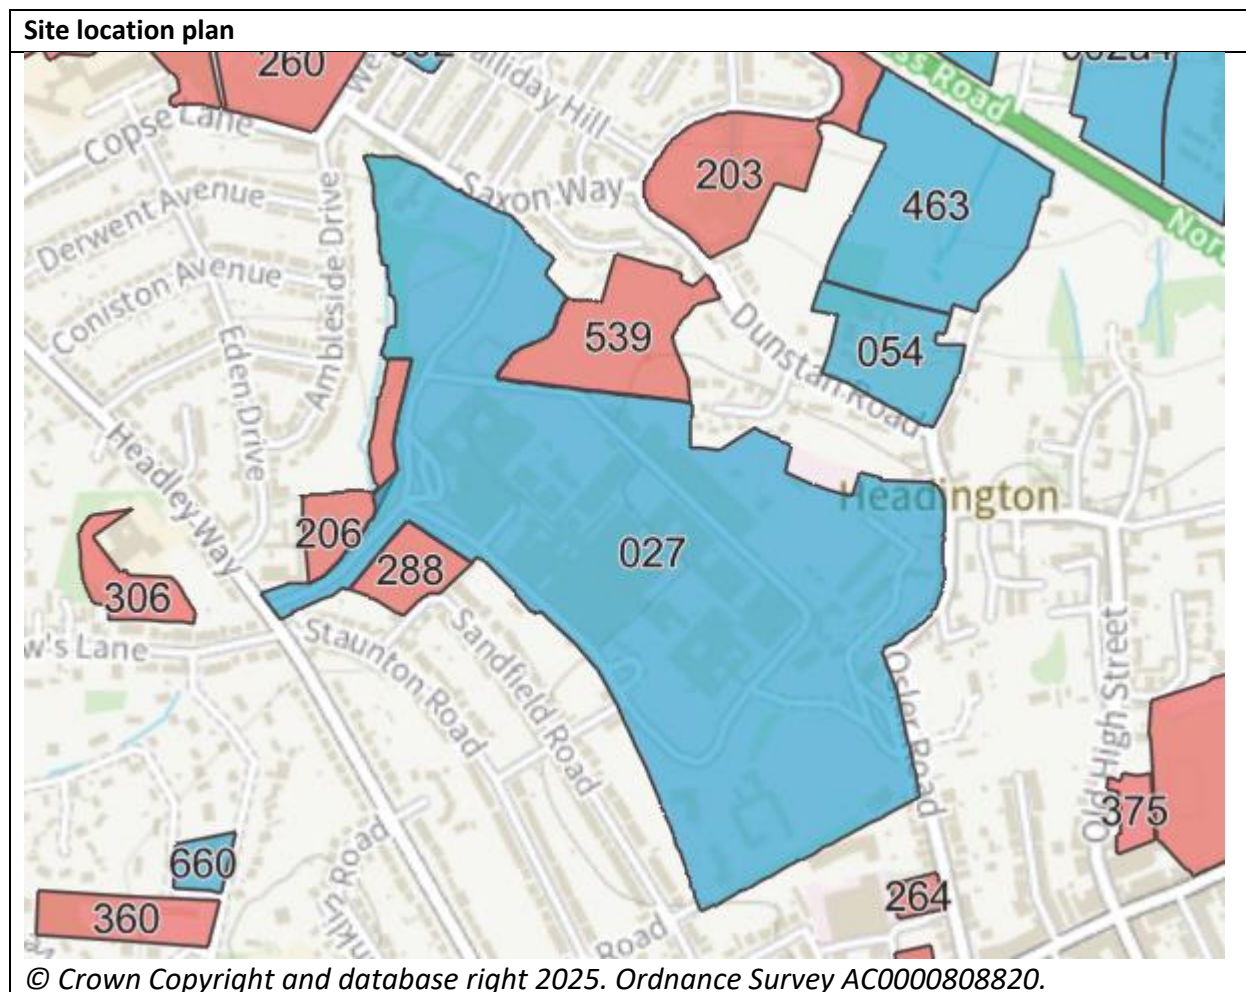 Site location plan
260
Copse Lane
Derwent Avenue
Coniston Avenue
Ambleside Drive
Eden Drive
Headley Way
Saxon Way
203
463
539
054
Dunstan Road
Headington
027
206
288
306
w's Lane
Staunton Road
Sandfield Road
Osler Road
Old High Street
375
660
360
264
Road
© Crown Copyright and database right 2025. Ordnance Survey AC0000808820.